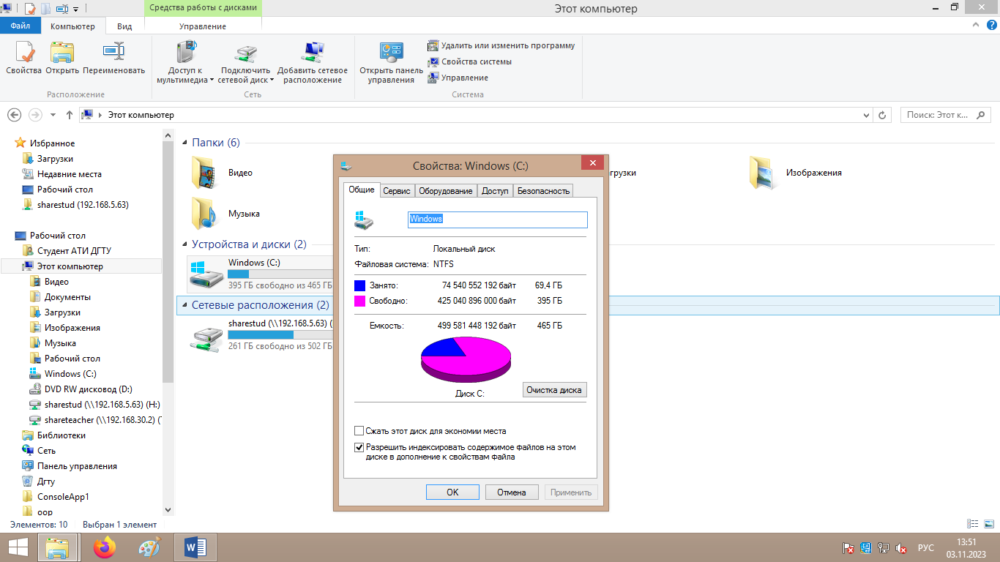 Средства работы с дисками
Этот компьютер
Файл
Компьютер
Вид
Управление
Свойства
Открыть
Переименовать
Расположение
Доступ к
мультимедиа
Подключить
сетевой диск
Добавить сетевое
расположение
Сеть
Открыть панель
управления
Удалить или изменить программу
Свойства системы
Управление
Система
Этот компьютер
Поиск: Этот к...
Избранное
Загрузки
Недавние места
Рабочий стол
sharestud (192.168.5.63)
Рабочий стол
Студент АТИ ДГТУ
Этот компьютер
Видео
Документы
Загрузки
Изображения
Музыка
Рабочий стол
Windows (C:)
DVD RW дисковод (D:)
sharestud (\\192.168.5.63) (H:)
shareteacher (\\192.168.30.2) (
Библиотеки
Сеть
Панель управления
Дгту
ConsoleApp1
oop
Папки (6)
Видео
Музыка
грузки
Изображения
Устройства и диски (2)
Windows (C:)
395 ГБ свободно из 465 ГБ
Сетевые расположения (2)
sharestud (\\192.168.5.63) (
261 ГБ свободно из 502 ГБ
Свойства: Windows (C:)
Общие
Сервис
Оборудование
Доступ
Безопасность
Windows
Тип: Локальный диск
Файловая система: NTFS
Занято: 74 540 552 192 байт 69,4 ГБ
Свободно: 425 040 896 000 байт 395 ГБ
Емкость: 499 581 448 192 байт 465 ГБ
Диск C:
Очистка диска
Сжать этот диск для экономии места
Разрешить индексировать содержимое файлов на этом
диске в дополнение к свойствам файла
OK
Отмена
Применить
Элементов: 10
Выбран 1 элемент
РУС
13:51
03.11.2023